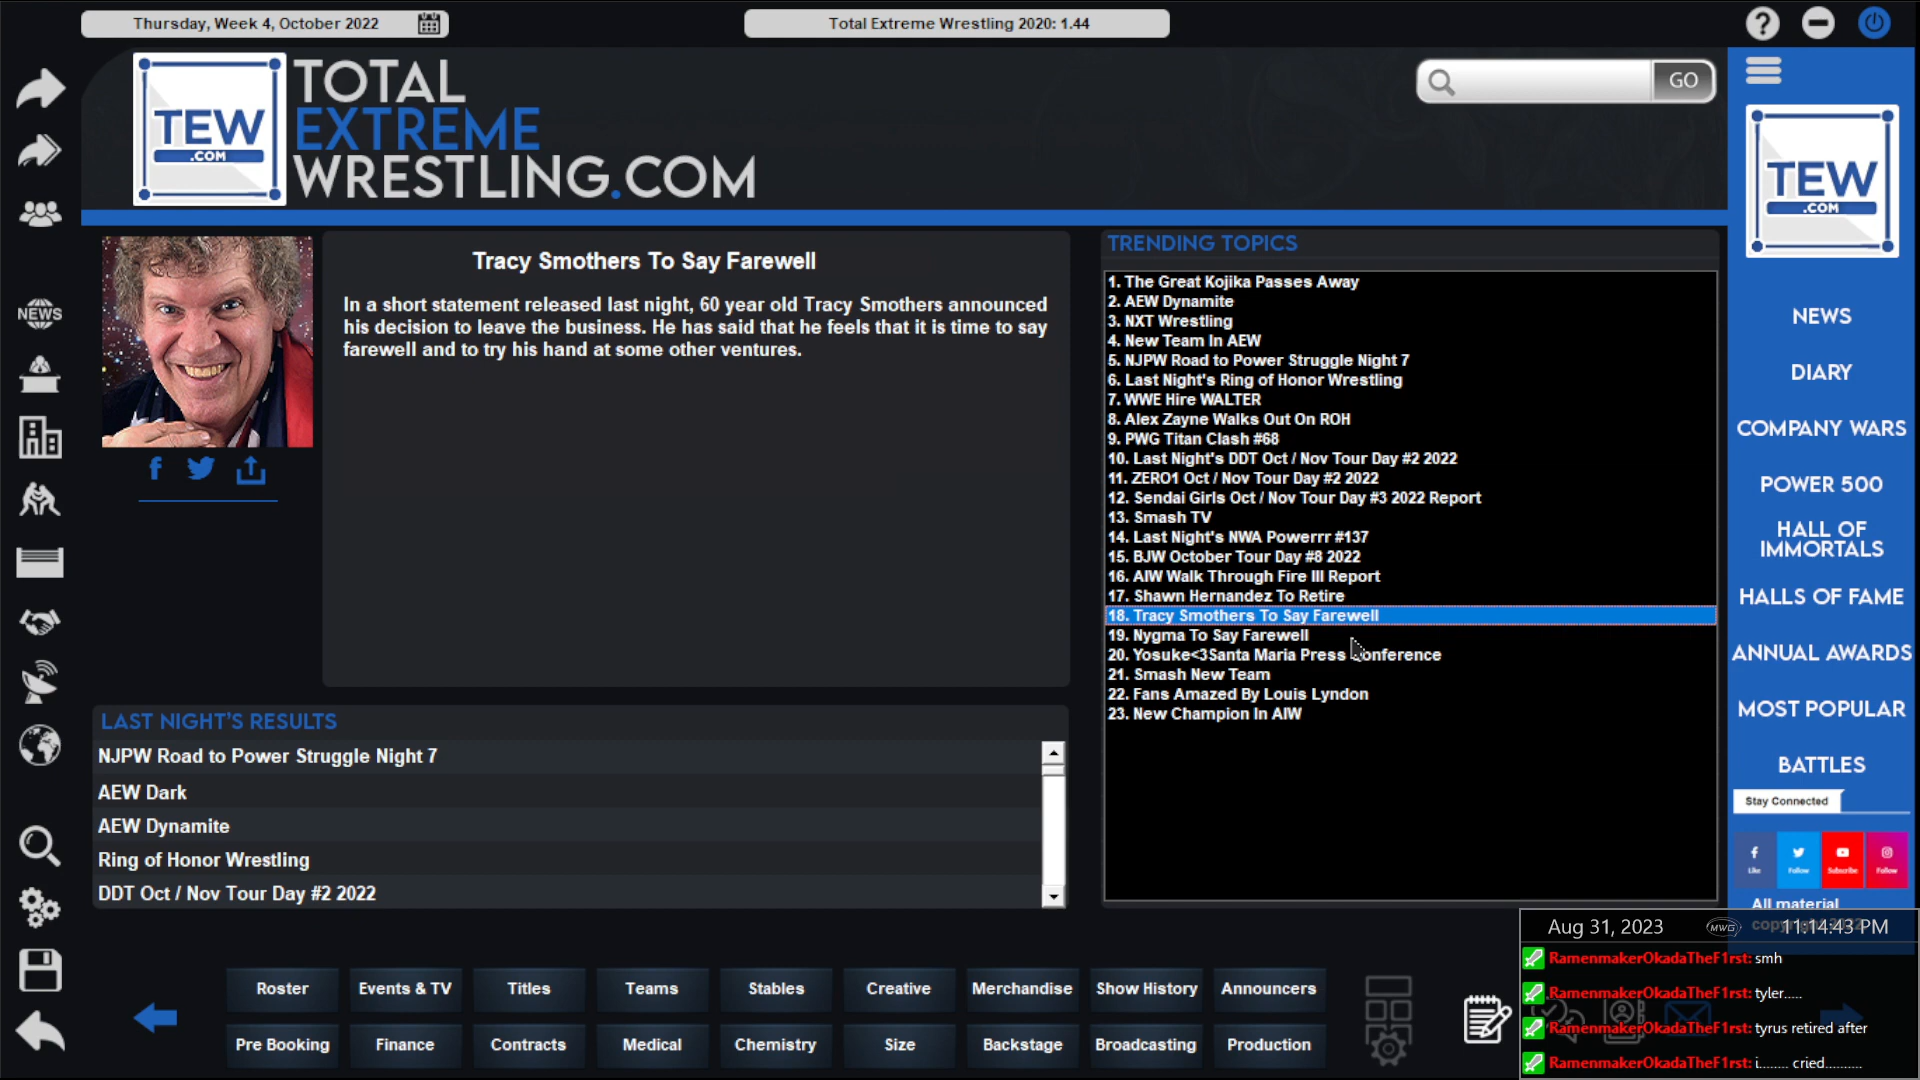 Thursday, Week 4, October 2022
Total Extreme Wrestling 2020: 1.44
TEW
.COM
TOTAL
EXTREME
WRESTLING.COM
GO
TEW
.COM
Tracy Smothers To Say Farewell
In a short statement released last night, 60 year old Tracy Smothers announced
his decision to leave the business. He has said that he feels that it is time to say
farewell and to try his hand at some other ventures.
TRENDING TOPICS
1. The Great Kojika Passes Away
2. AEW Dynamite
3. NXT Wrestling
4. New Team In AEW
5. NJPW Road to Power Struggle Night 7
6. Last Night's Ring of Honor Wrestling
7. WWE Hire WALTER
8. Alex Zayne Walks Out On ROH
9. PWG Titan Clash #68
10. Last Night's DDT Oct / Nov Tour Day #2 2022
11. ZERO1 Oct / Nov Tour Day #2 2022
12. Sendai Girls Oct / Nov Tour Day #3 2022 Report
13. Smash TV
14. Last Night's NWA Powerrr #137
15. BJW October Tour Day #8 2022
16. AIW Walk Through Fire III Report
17. Shawn Hernandez To Retire
18. Tracy Smothers To Say Farewell
19. Nygma To Say Farewell
20. Yosuke<3Santa Maria Press Conference
21. Smash New Team
22. Fans Amazed By Louis Lyndon
23. New Champion In AIW
NEWS
NEWS
DIARY
COMPANY WARS
POWER 500
HALL OF
IMMORTALS
HALLS OF FAME
ANNUAL AWARDS
MOST POPULAR
BATTLES
Stay Connected
Like
Follow
Subscribe
Follow
All material
LAST NIGHT'S RESULTS
NJPW Road to Power Struggle Night 7
AEW Dark
AEW Dynamite
Ring of Honor Wrestling
DDT Oct / Nov Tour Day #2 2022
Aug 31, 2023
MWG
11:14:43 PM
RamenmakerOkadaTheF1rst: smh
RamenmakerOkadaTheF1rst: tyler.....
RamenmakerOkadaTheF1rst: tyrus retired after
RamenmakerOkadaTheF1rst: i........ cried..........
Roster
Events & TV
Titles
Teams
Stables
Creative
Merchandise
Show History
Announcers
Pre Booking
Finance
Contracts
Medical
Chemistry
Size
Backstage
Broadcasting
Production